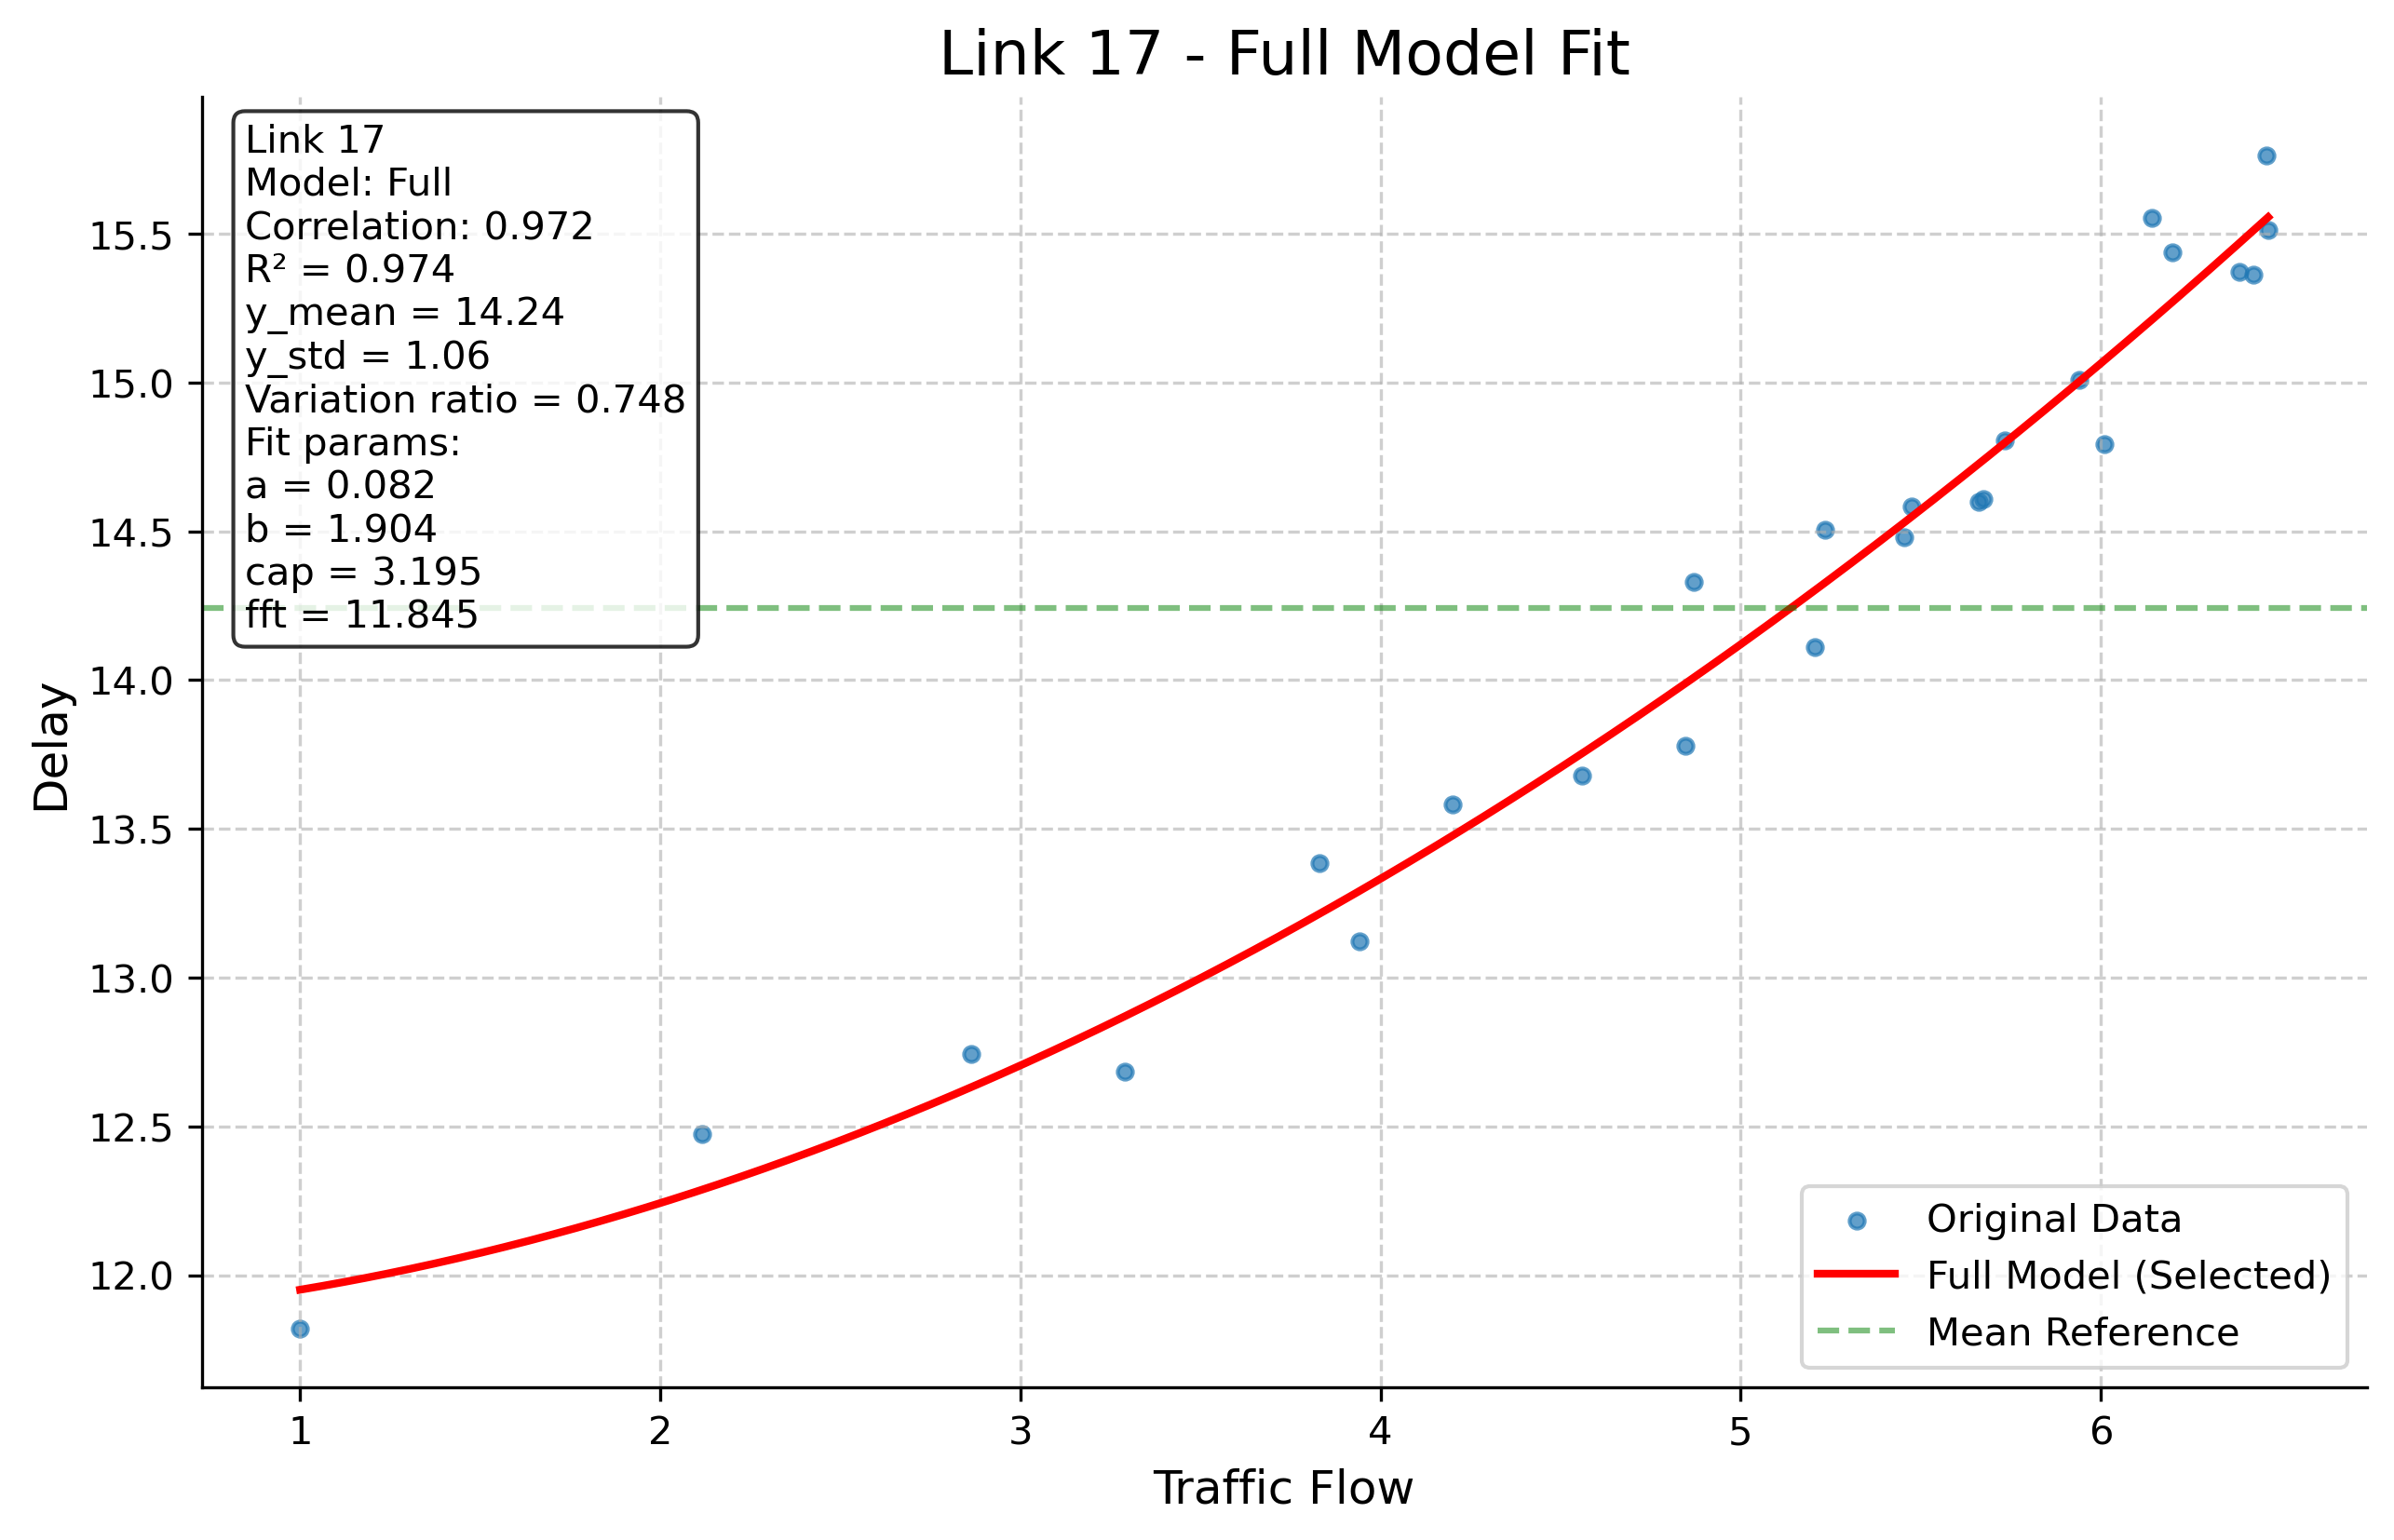 Link 17 - Full Model Fit
Link 17
Model: Full
Correlation: 0.972
R² = 0.974
y_mean = 14.24
y_std = 1.06
Variation ratio = 0.748
Fit params:
a = 0.082
b = 1.904
cap = 3.195
fft = 11.845
15.5
15.0
14.5
14.0
13.5
13.0
12.5
12.0
Delay
Original Data
Full Model (Selected)
Mean Reference
1 2 3 4 5 6
Traffic Flow